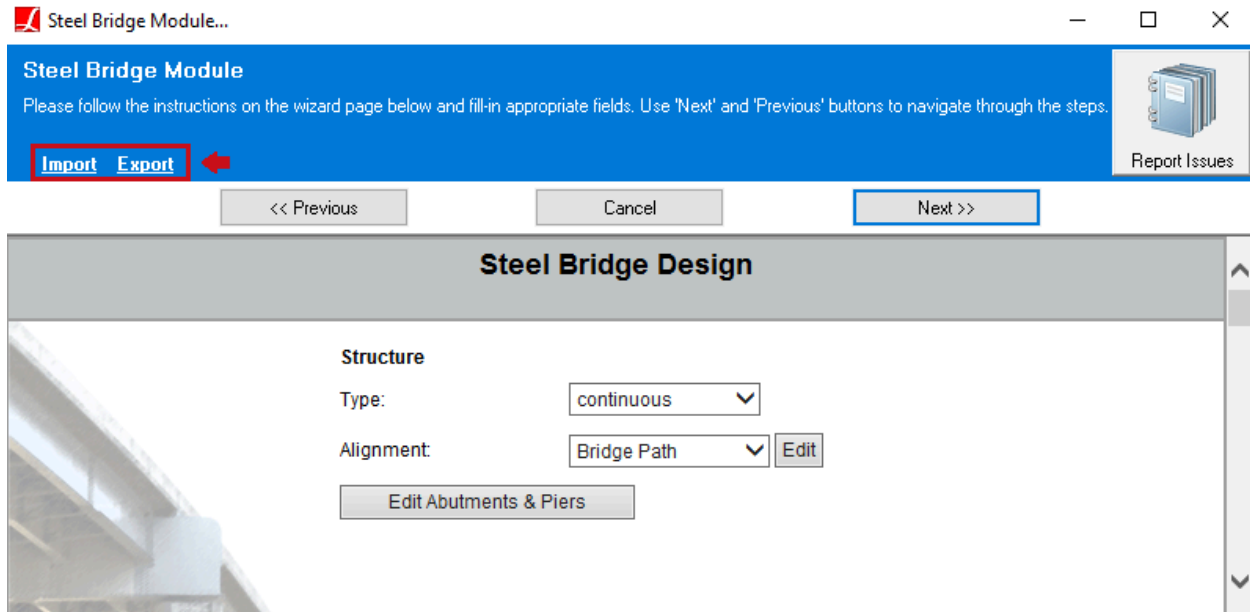 Steel Bridge Module...
Steel Bridge Module
Please follow the instructions on the wizard page below and fill-in appropriate fields. Use 'Next' and 'Previous' buttons to navigate through the steps.
Import Export
Report Issues
<< Previous Cancel Next >>
Steel Bridge Design
Structure
Type: continuous
Alignment: Bridge Path Edit
Edit Abutments & Piers